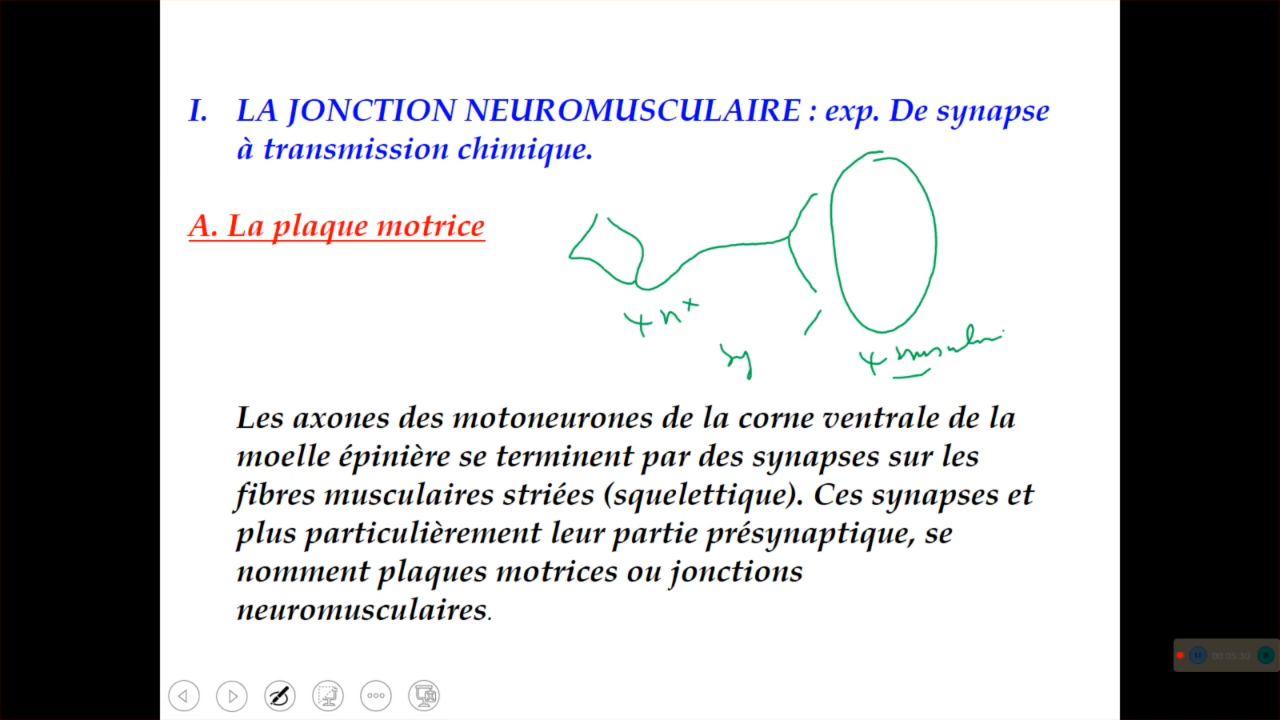 I. LA JONCTION NEUROMUSCULAIRE : exp. De synapse
à transmission chimique.
A. La plaque motrice
Les axones des motoneurones de la corne ventrale de la
moelle épinière se terminent par des synapses sur les
fibres musculaires striées (squelettique). Ces synapses et
plus particulièrement leur partie présynaptique, se
nomment plaques motrices ou jonctions
neuromusculaires.